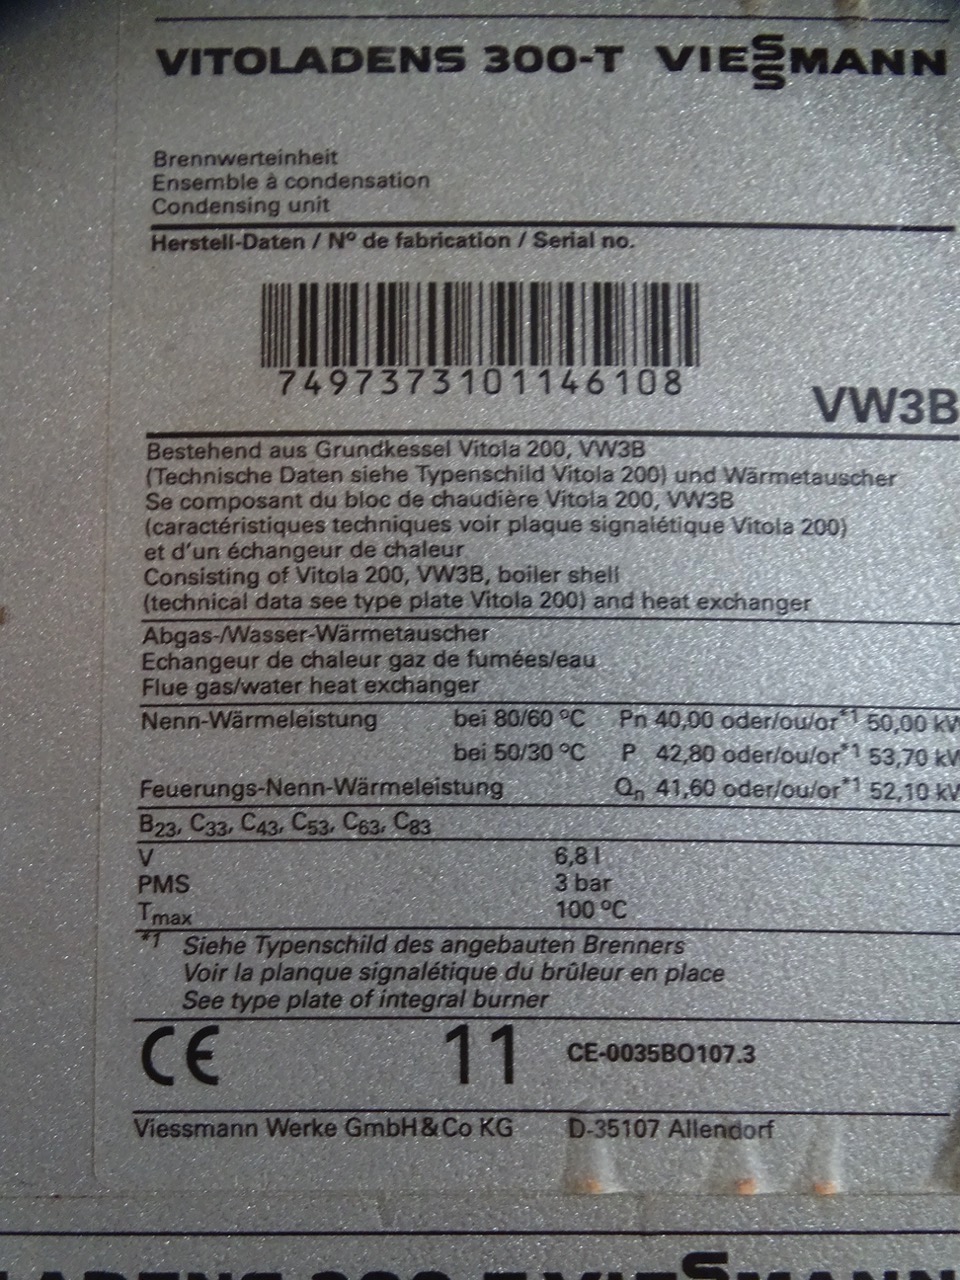 VITOLADENS 300-T VIESSMANN
Brennwerteinheit
Ensemble à condensation
Condensing unit
Herstell-Daten / N° de fabrication / Serial no.
7497373101146108
VW3B
Bestehend aus Grundkessel Vitola 200, VW3B
(Technische Daten siehe Typenschild Vitola 200) und Wärmetauscher
Se composant du bloc de chaudière Vitola 200, VW3B
(caractéristiques techniques voir plaque signalétique Vitola 200)
et d'un échangeur de chaleur
Consisting of Vitola 200, VW3B, boiler shell
(technical data see type plate Vitola 200) and heat exchanger
Abgas-/Wasser-Wärmetauscher
Echangeur de chaleur gaz de fumées/eau
Flue gas/water heat exchanger
Nenn-Wärmeleistung bei 80/60 °C Pn 40,00 oder/ou/or*1 50,00 kW
bei 50/30 °C P 42,80 oder/ou/or*1 53,70 kW
Feuerungs-Nenn-Wärmeleistung Qn 41,60 oder/ou/or*1 52,10 kW
B23, C33, C43, C53, C63, C83
V 6,8 l
PMS 3 bar
Tmax 100 °C
*1 Siehe Typenschild des angebauten Brenners
Voir la planque signalétique du brûleur en place
See type plate of integral burner
CE 11 CE-0035BO107.3
Viessmann Werke GmbH&Co KG D-35107 Allendorf